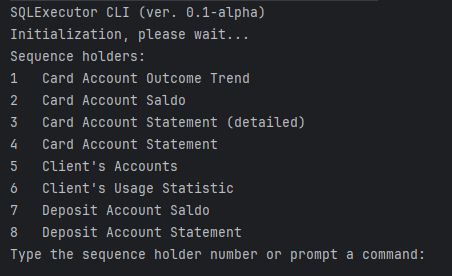 SQLExecutor CLI (ver. 0.1-alpha)
Initialization, please wait...
Sequence holders:
1   Card Account Outcome Trend
2   Card Account Saldo
3   Card Account Statement (detailed)
4   Card Account Statement
5   Client's Accounts
6   Client's Usage Statistic
7   Deposit Account Saldo
8   Deposit Account Statement
Type the sequence holder number or prompt a command: